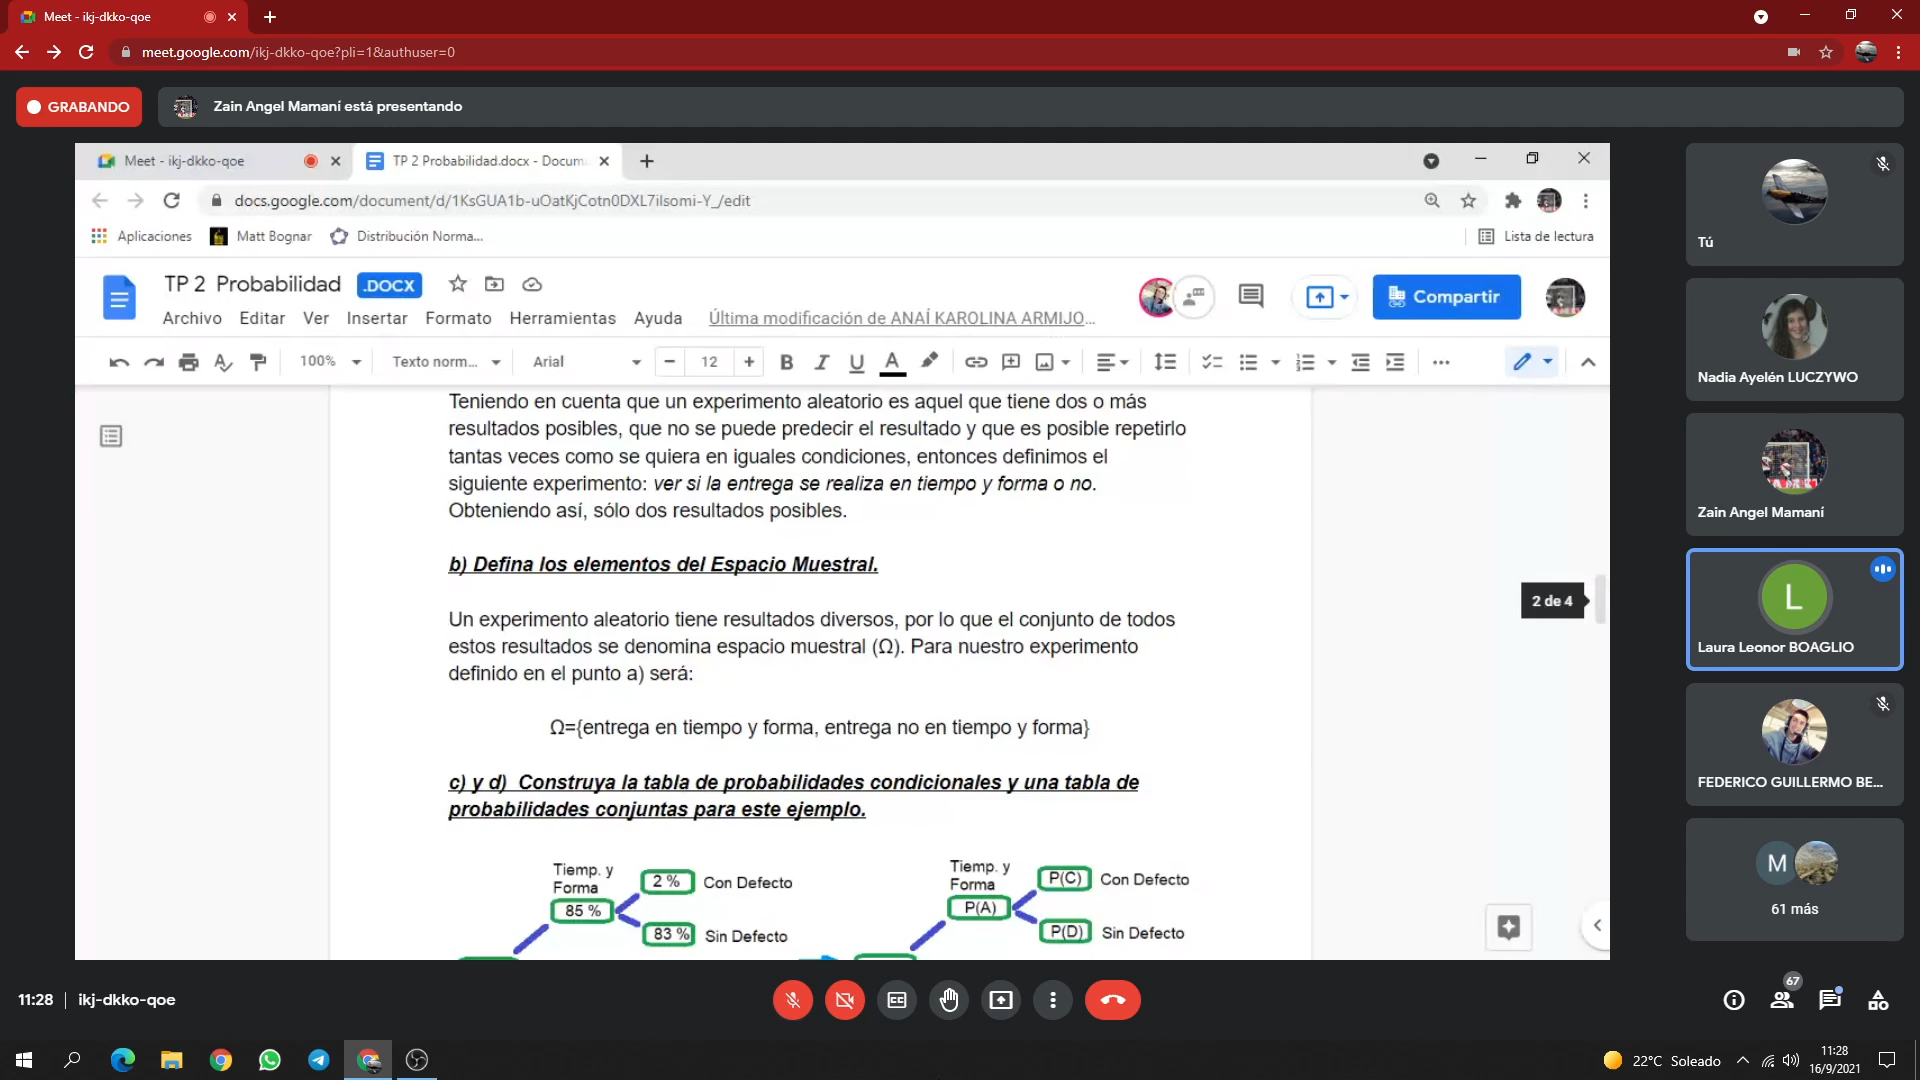 Meet - ikj-dkko-qoe
meet.google.com/ikj-dkko-qoe?pli=1&authuser=0
GRABANDO
Zain Angel Mamaní está presentando
Meet - ikj-dkko-qoe
TP 2 Probabilidad.docx - Docum
docs.google.com/document/d/1KsGUA1b-uOatKjCotn0DXL7ilsomi-Y_/edit
Aplicaciones
Matt Bognar
Distribución Norma...
Lista de lectura
TP 2 Probabilidad
.DOCX
Compartir
Archivo Editar Ver Insertar Formato Herramientas Ayuda
Última modificación de ANAÍ KAROLINA ARMIJO...
100%
Texto norm...
Arial
12
Teniendo en cuenta que un experimento aleatorio es aquel que tiene dos o más
resultados posibles, que no se puede predecir el resultado y que es posible repetirlo
tantas veces como se quiera en iguales condiciones, entonces definimos el
siguiente experimento: ver si la entrega se realiza en tiempo y forma o no.
Obteniendo así, sólo dos resultados posibles.
b) Defina los elementos del Espacio Muestral.
Un experimento aleatorio tiene resultados diversos, por lo que el conjunto de todos
estos resultados se denomina espacio muestral (Ω). Para nuestro experimento
definido en el punto a) será:
Ω={entrega en tiempo y forma, entrega no en tiempo y forma}
c) y d) Construya la tabla de probabilidades condicionales y una tabla de
probabilidades conjuntas para este ejemplo.
Tiemp. y
Forma
85 %
2 %
Con Defecto
83 %
Sin Defecto
Tiemp. y
Forma
P(A)
P(C)
Con Defecto
P(D)
Sin Defecto
2 de 4
Tú
Nadia Ayelén LUCZYWO
Zain Angel Mamaní
L
Laura Leonor BOAGLIO
FEDERICO GUILLERMO BE...
M
61 más
11:28
ikj-dkko-qoe
67
22°C Soleado
11:28
16/9/2021